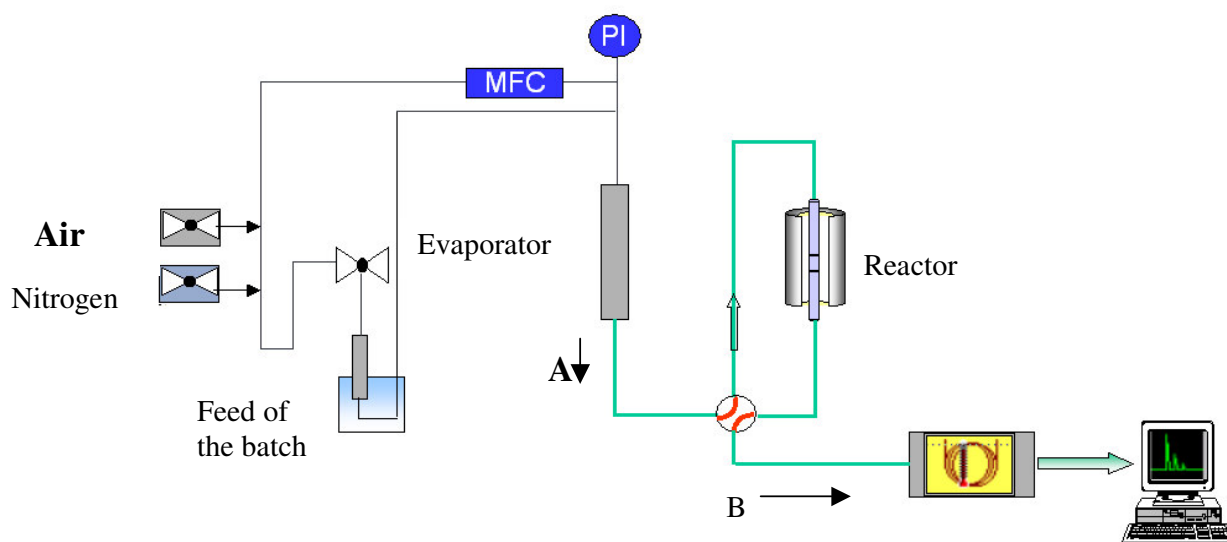 PI
MFC
Air
Nitrogen
Evaporator
Reactor
A
Feed of
the batch
B